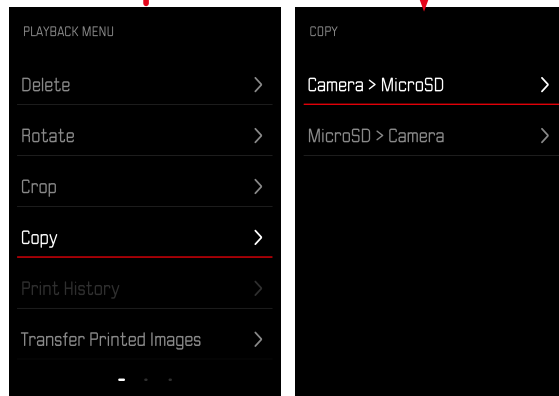 PLAYBACK MENU
Delete
Rotate
Crop
Copy
Print History
Transfer Printed Images
COPY
Camera > MicroSD
MicroSD > Camera